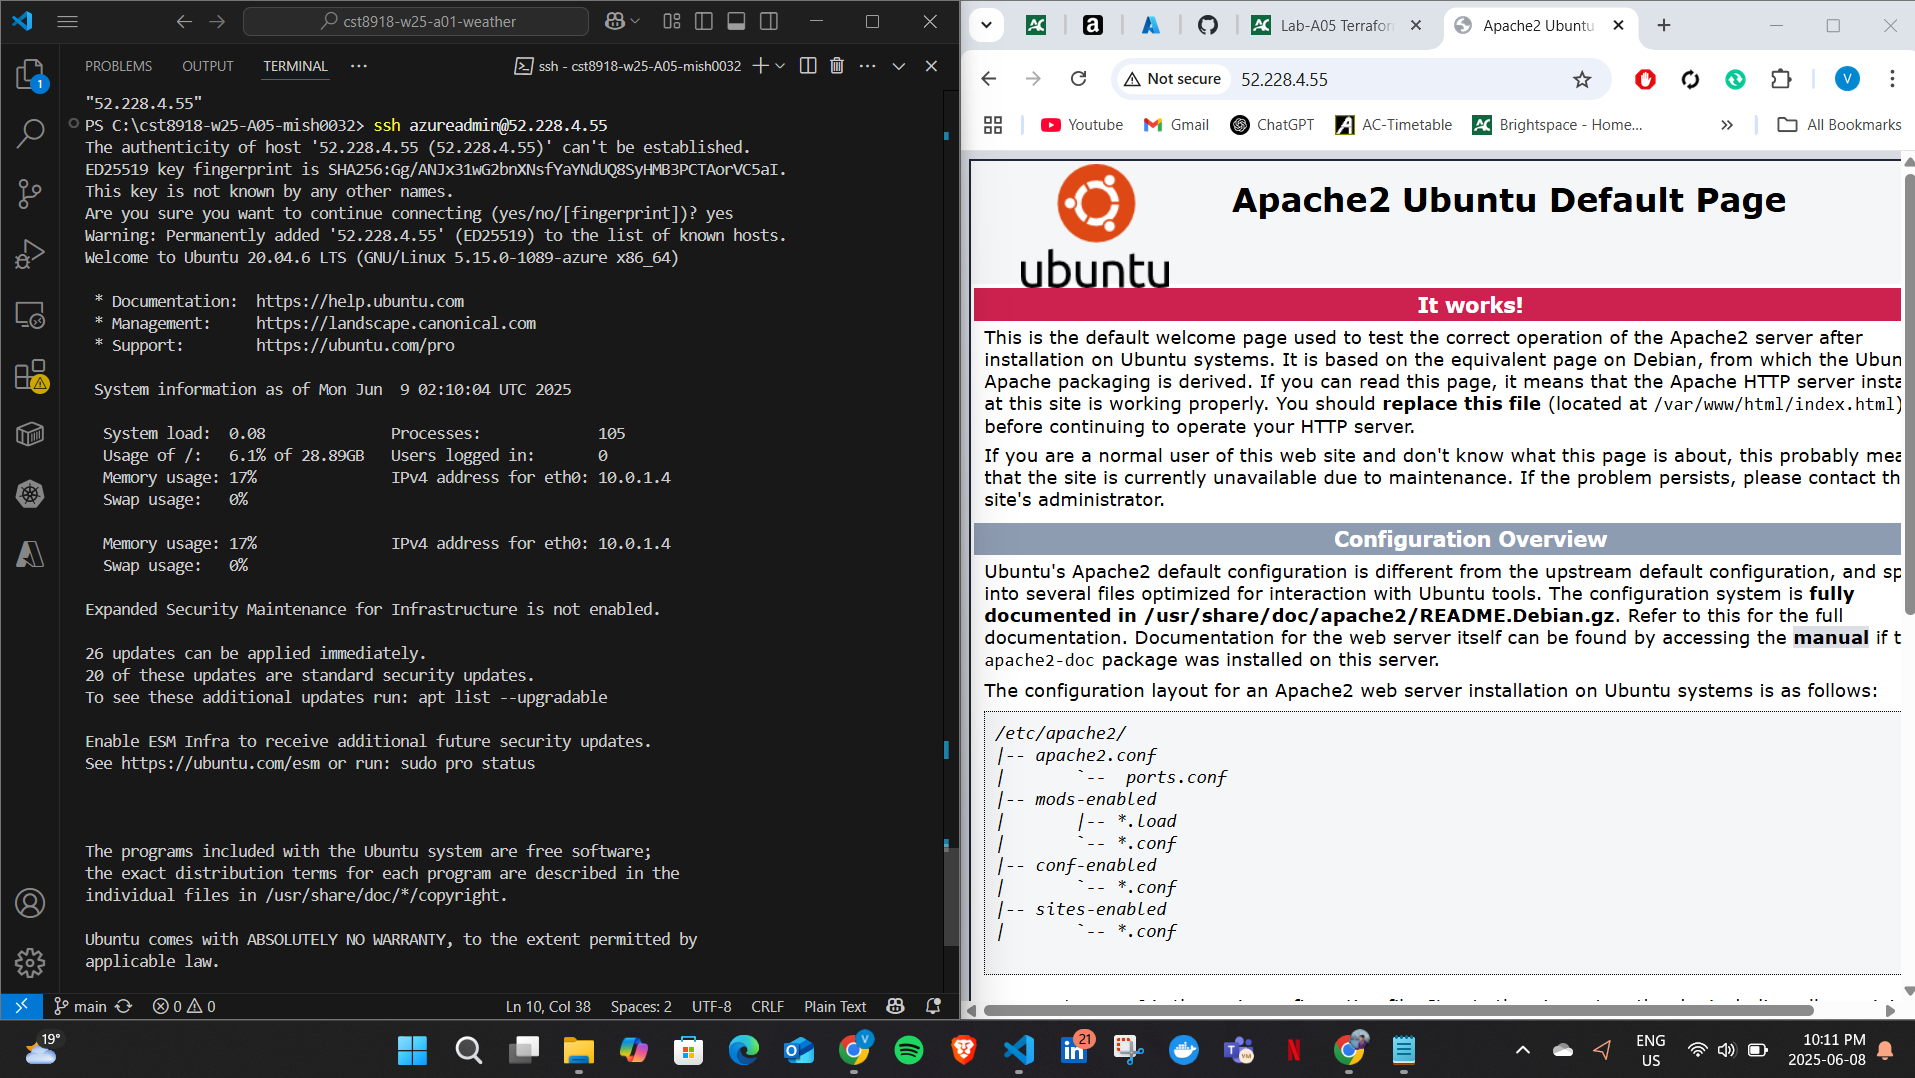 cst8918-w25-a01-weather
PROBLEMS OUTPUT TERMINAL
ssh - cst8918-w25-A05-mish0032
1
"52.228.4.55"
PS C:\cst8918-w25-A05-mish0032> ssh azureadmin@52.228.4.55
The authenticity of host '52.228.4.55 (52.228.4.55)' can't be established.
ED25519 key fingerprint is SHA256:Gg/ANJx31wG2bnXNsfYaYNdUQ8SyHMB3PCTAorVC5aI.
This key is not known by any other names.
Are you sure you want to continue connecting (yes/no/[fingerprint])? yes
Warning: Permanently added '52.228.4.55' (ED25519) to the list of known hosts.
Welcome to Ubuntu 20.04.6 LTS (GNU/Linux 5.15.0-1089-azure x86_64)
* Documentation: https://help.ubuntu.com
* Management: https://landscape.canonical.com
* Support: https://ubuntu.com/pro
System information as of Mon Jun 9 02:10:04 UTC 2025
System load: 0.08 Processes: 105
Usage of /: 6.1% of 28.89GB Users logged in: 0
Memory usage: 17% IPv4 address for eth0: 10.0.1.4
Swap usage: 0%
Memory usage: 17% IPv4 address for eth0: 10.0.1.4
Swap usage: 0%
Expanded Security Maintenance for Infrastructure is not enabled.
26 updates can be applied immediately.
20 of these updates are standard security updates.
To see these additional updates run: apt list --upgradable
Enable ESM Infra to receive additional future security updates.
See https://ubuntu.com/esm or run: sudo pro status
The programs included with the Ubuntu system are free software;
the exact distribution terms for each program are described in the
individual files in /usr/share/doc/*/copyright.
Ubuntu comes with ABSOLUTELY NO WARRANTY, to the extent permitted by
applicable law.
main 0 0 Ln 10, Col 38 Spaces: 2 UTF-8 CRLF Plain Text
AC a AC Lab-A05 Terrafor Apache2 Ubuntu
Not secure 52.228.4.55 V
Youtube Gmail ChatGPT AC-Timetable AC Brightspace - Home... » All Bookmarks
ubuntu
Apache2 Ubuntu Default Page
It works!
This is the default welcome page used to test the correct operation of the Apache2 server after
installation on Ubuntu systems. It is based on the equivalent page on Debian, from which the Ubun
Apache packaging is derived. If you can read this page, it means that the Apache HTTP server insta
at this site is working properly. You should replace this file (located at /var/www/html/index.html)
before continuing to operate your HTTP server.
If you are a normal user of this web site and don't know what this page is about, this probably mea
that the site is currently unavailable due to maintenance. If the problem persists, please contact th
site's administrator.
Configuration Overview
Ubuntu's Apache2 default configuration is different from the upstream default configuration, and sp
into several files optimized for interaction with Ubuntu tools. The configuration system is fully
documented in /usr/share/doc/apache2/README.Debian.gz. Refer to this for the full
documentation. Documentation for the web server itself can be found by accessing the manual if t
apache2-doc package was installed on this server.
The configuration layout for an Apache2 web server installation on Ubuntu systems is as follows:
/etc/apache2/
|-- apache2.conf
|       `--  ports.conf
|-- mods-enabled
|       |-- *.load
|       `-- *.conf
|-- conf-enabled
|       `-- *.conf
|-- sites-enabled
|       `-- *.conf
19° V 21 ENG US 10:11 PM 2025-06-08